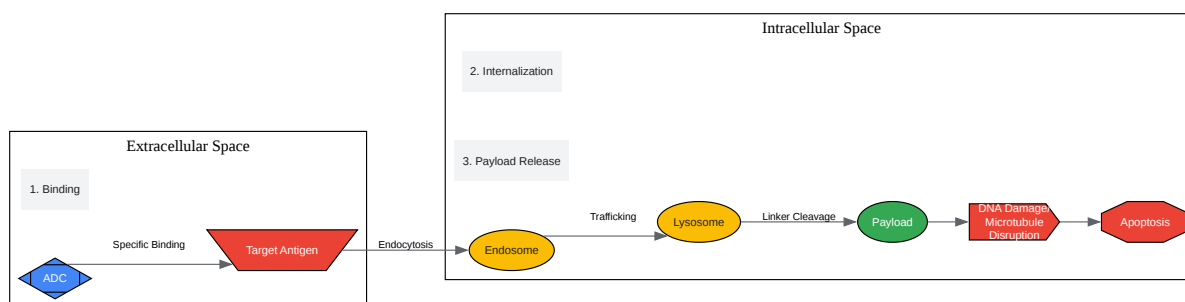 Intracellular Space
2. Internalization
Extracellular Space
3. Payload Release
1. Binding
Specific Binding
ADC
Target Antigen
Endocytosis
Endosome
Trafficking
Lysosome
Linker Cleavage
Payload
DNA Damage/
Microtubule
Disruption
Apoptosis